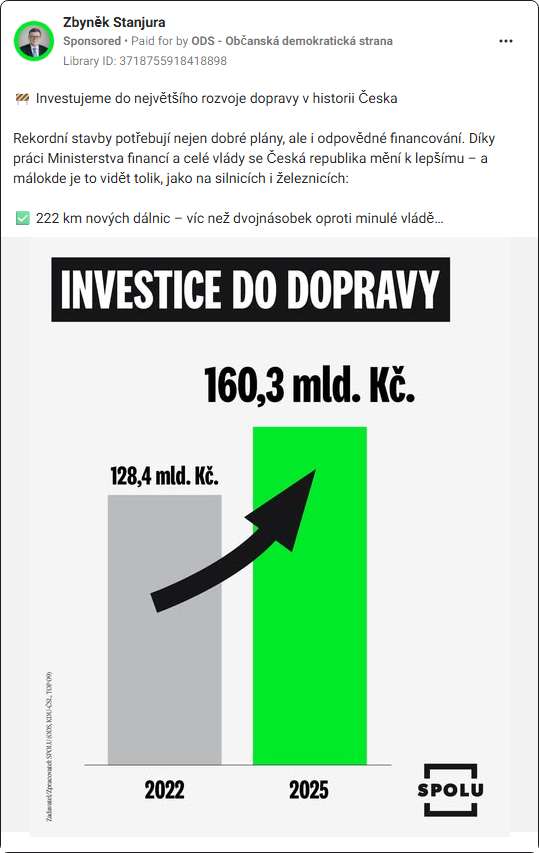 Zbyněk Stanjura
Sponsored • Paid for by ODS - Občanská demokratická strana
Library ID: 3718755918418898
🚧 Investujeme do největšího rozvoje dopravy v historii Česka
Rekordní stavby potřebují nejen dobré plány, ale i odpovědné financování. Díky
práci Ministerstva financí a celé vlády se Česká republika mění k lepšímu – a
málokde je to vidět tolik, jako na silnicích i železnicích:
✅ 222 km nových dálnic – víc než dvojnásobek oproti minulé vládě…
INVESTICE DO DOPRAVY
160,3 mld. Kč.
128,4 mld. Kč.
2022
2025
Zadavatel/Zpracovatel: SPOLU (ODS, KDU-ČSL, TOP 09)
SPOLU